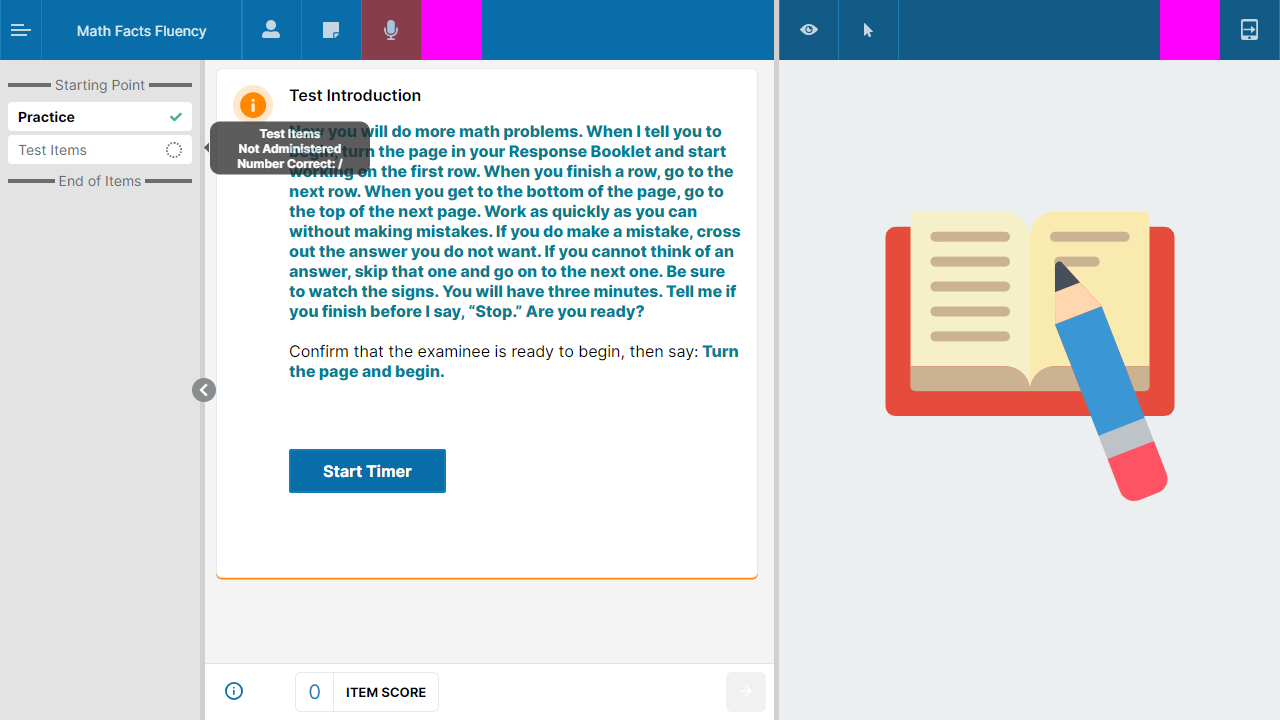 Math Facts Fluency
Starting Point
Practice
Test Items
End of Items
Test Items
Not Administered
Number Correct: /
Test Introduction
Now you will do more math problems. When I tell you to
begin, turn the page in your Response Booklet and start
working on the first row. When you finish a row, go to the
next row. When you get to the bottom of the page, go to
the top of the next page. Work as quickly as you can
without making mistakes. If you do make a mistake, cross
out the answer you do not want. If you cannot think of an
answer, skip that one and go on to the next one. Be sure
to watch the signs. You will have three minutes. Tell me if
you finish before I say, “Stop.” Are you ready?
Confirm that the examinee is ready to begin, then say: Turn
the page and begin.
Start Timer
0 ITEM SCORE